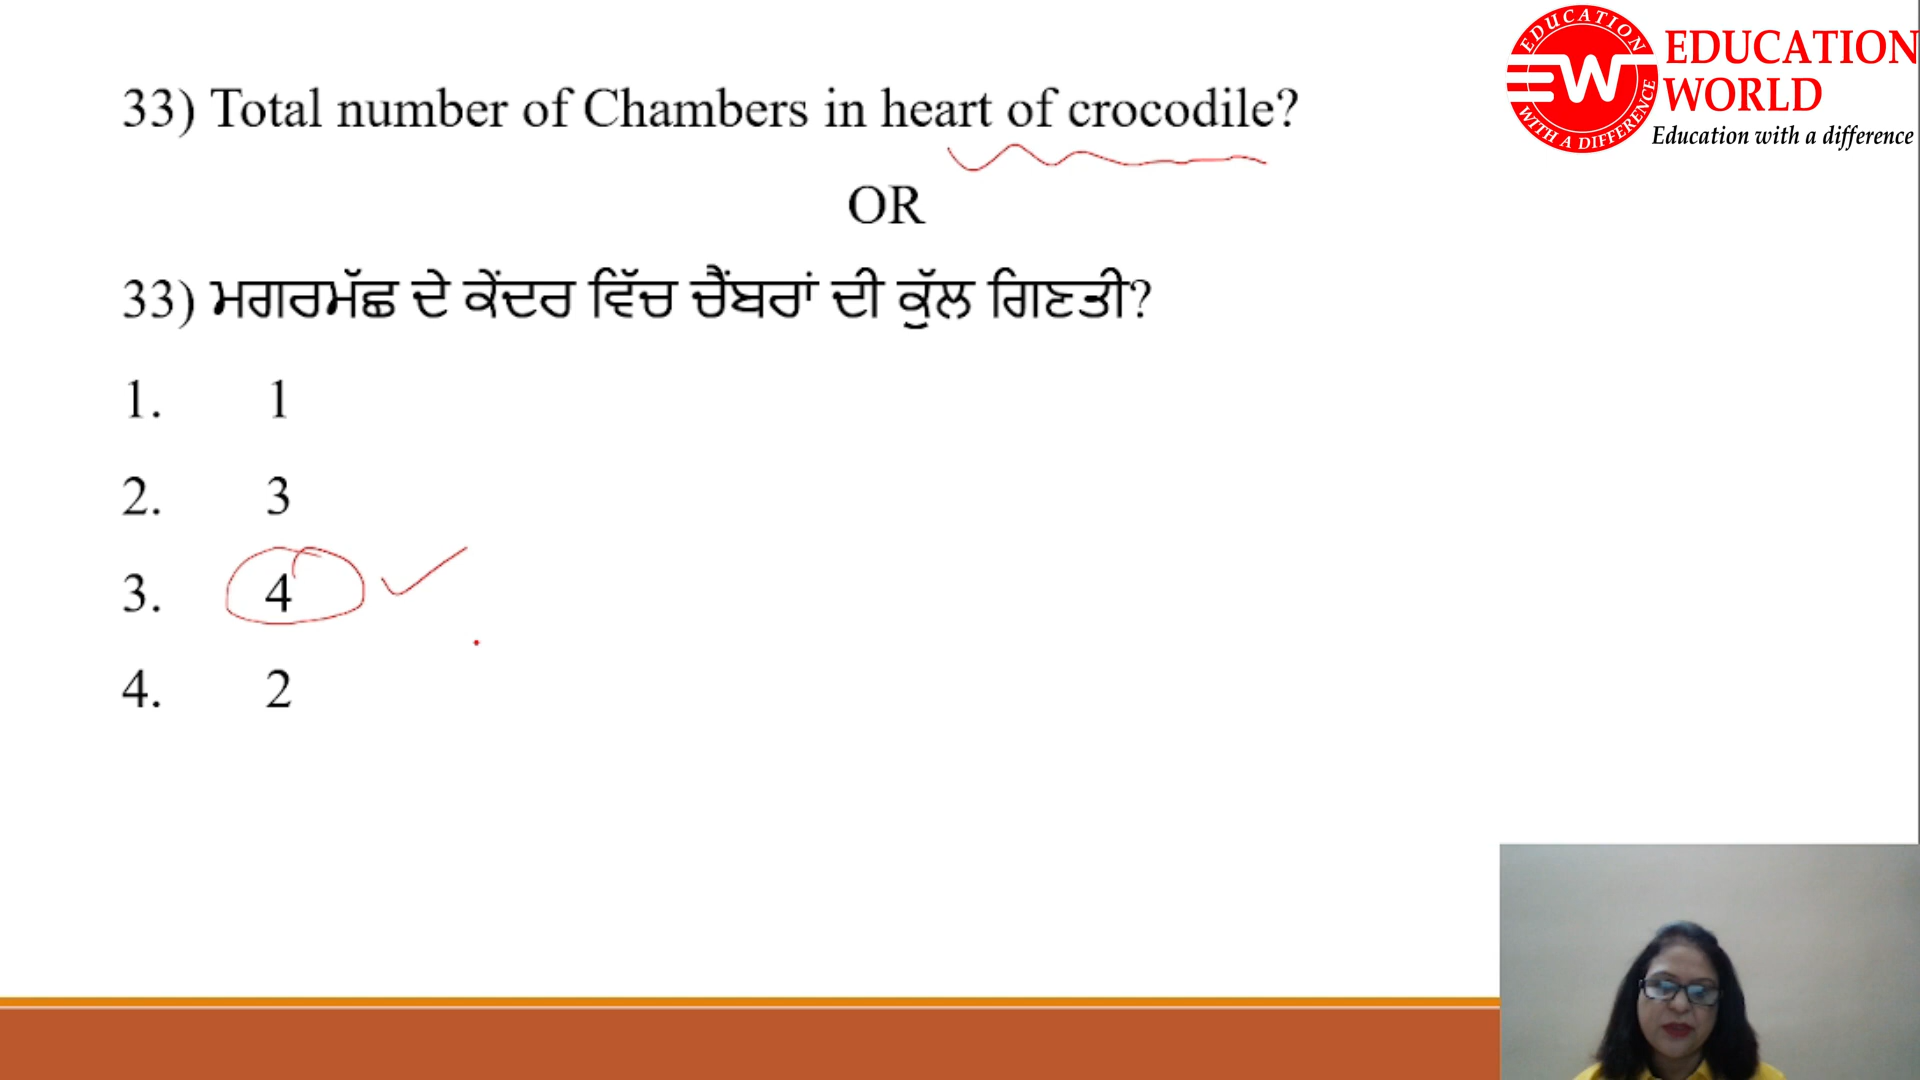 33) Total number of Chambers in heart of crocodile?
OR
33) ਮਗਰਮੱਛ ਦੇ ਕੇਂਦਰ ਵਿੱਚ ਚੈਂਬਰਾਂ ਦੀ ਕੁੱਲ ਗਿਣਤੀ?
1. 1
2. 3
3. 4
4. 2
EDUCATION
EW
WITH A DIFFERENCE
EDUCATION
WORLD
Education with a difference